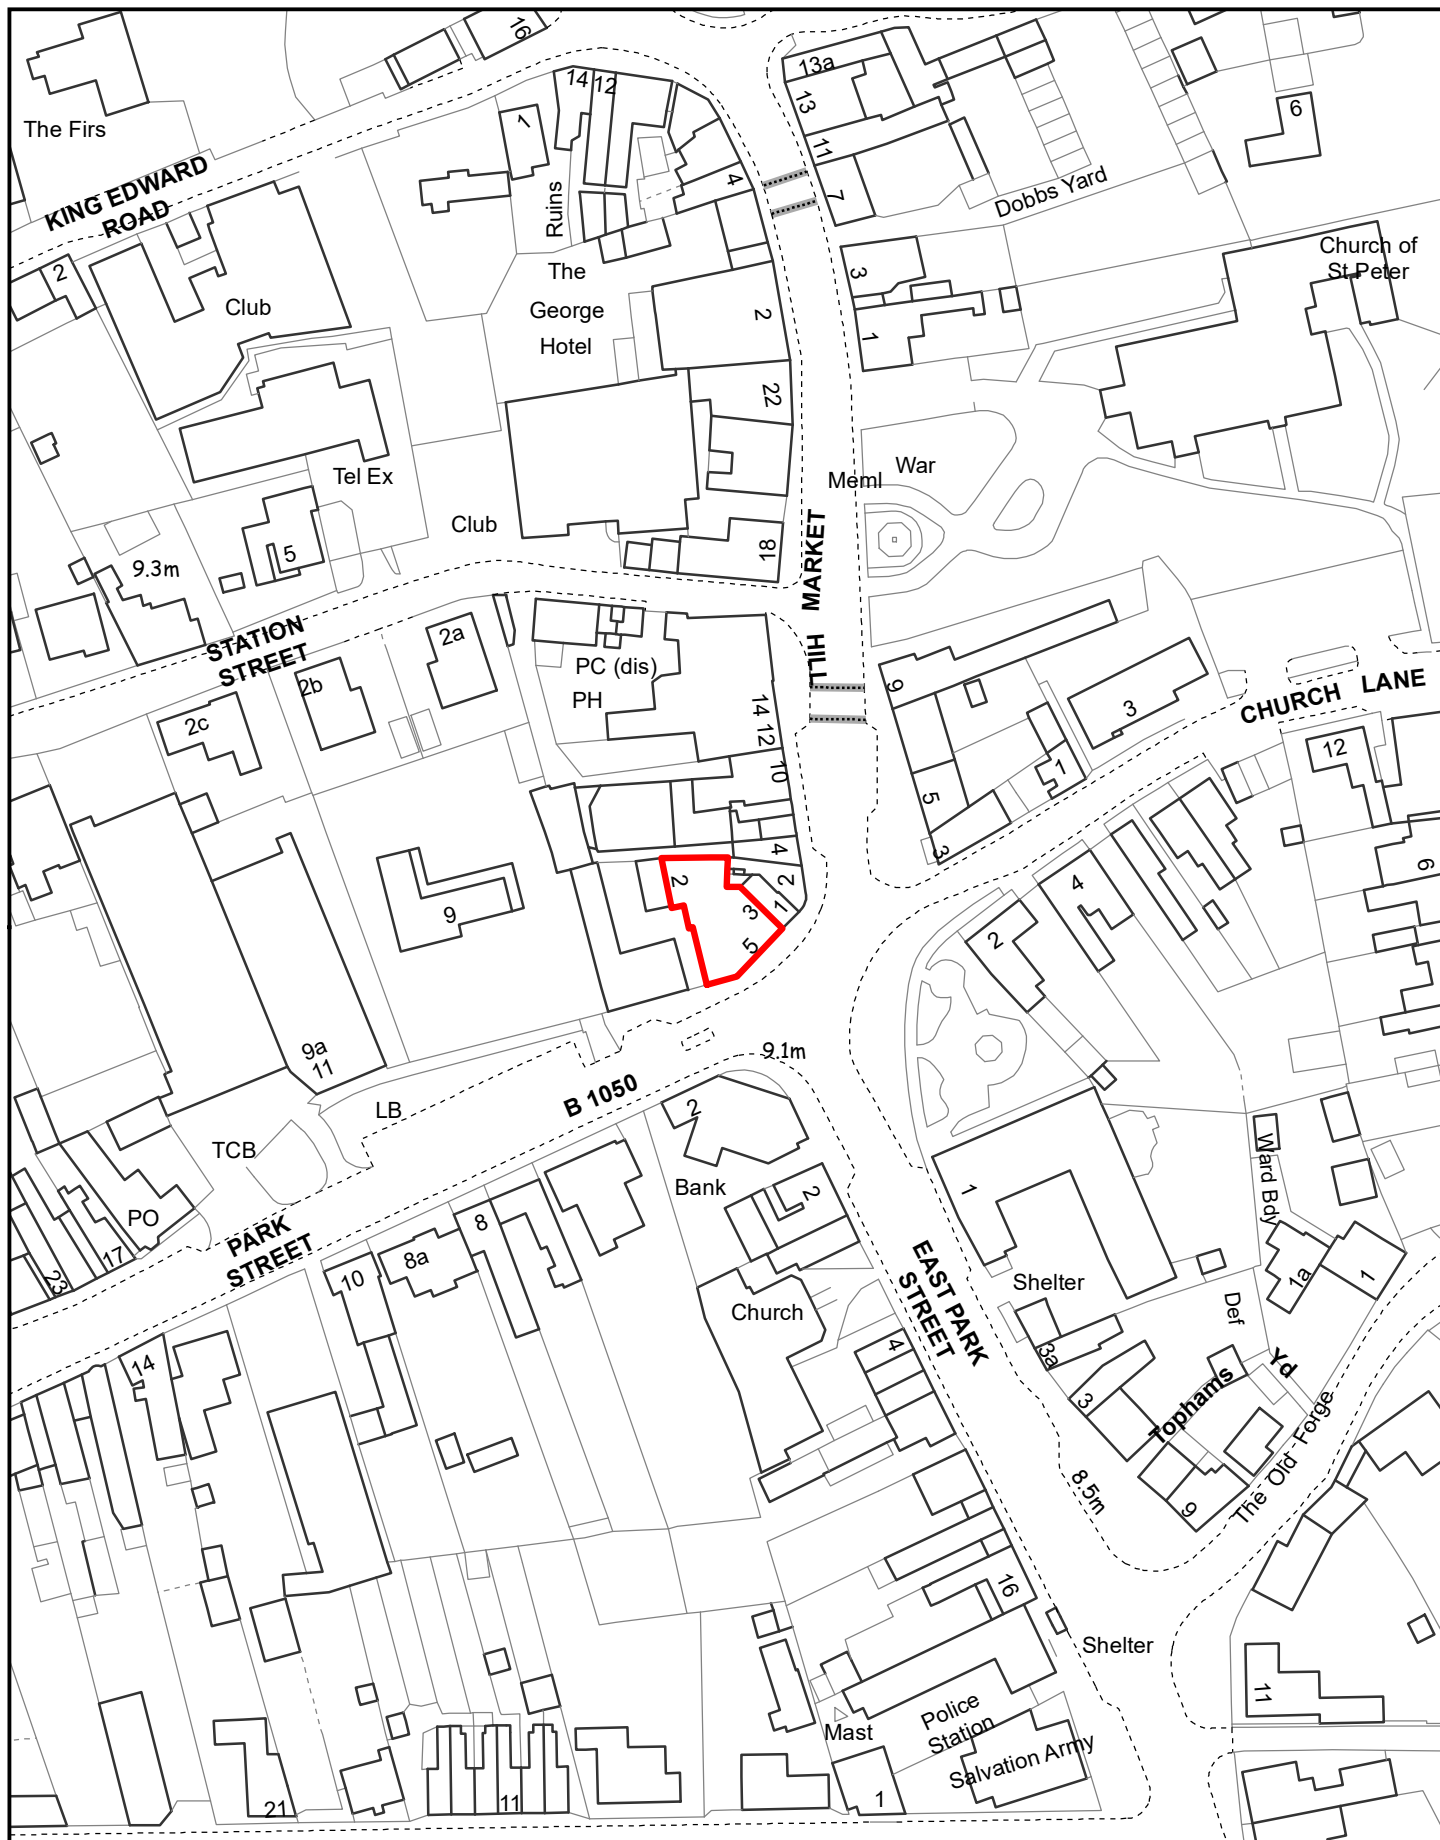 16
The Firs
KING EDWARD
ROAD
2
Club
14
12
1
Ruins
4
13a
13
11
7
6
Dobbs Yard
Church of
St Peter
The
George
Hotel
2
3
1
22
Tel Ex
Club
War
Meml
18
5
9.3m
MARKET
HILL
STATION
STREET
2a
2b
2c
PC (dis)
PH
14
12
10
9
3
1
5
3
CHURCH LANE
12
4
2
1
2
3
5
9
4
2
6
9a
11
9.1m
B 1050
LB
TCB
2
Bank
PO
17
23
PARK
STREET
10
8a
8
2
1
Ward Bdy
EAST PARK
STREET
Shelter
1a
1
Def
Church
4
3a
3
14
Tophams
Yd
The Old Forge
9
8.5m
16
Shelter
11
Police
Station
Mast
Salvation Army
21
11
1